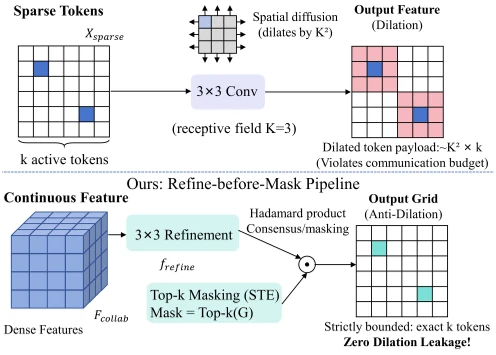 Sparse Tokens
X_sparse
k active tokens
Spatial diffusion
(dilates by K²)
3×3 Conv
(receptive field K=3)
Output Feature
(Dilation)
Dilated token payload:~K² × k
(Violates communication budget)
Ours: Refine-before-Mask Pipeline
Continuous Feature
F_collab
Dense Features
3×3 Refinement
f_refine
Top-k Masking (STE)
Mask = Top-k(G)
Hadamard product
Consensus/masking
Output Grid
(Anti-Dilation)
Strictly bounded: exact k tokens
Zero Dilation Leakage!